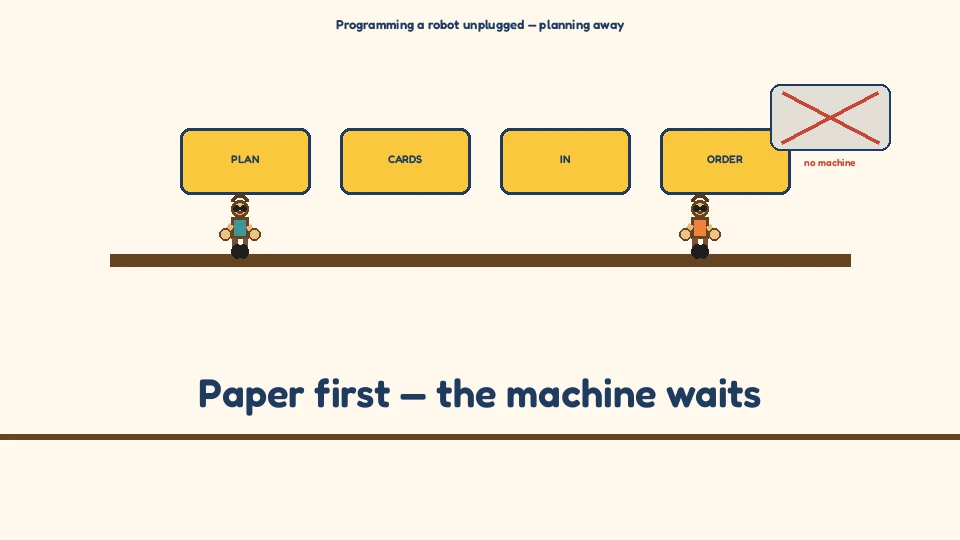 Programming a robot unplugged — planning away
PLAN CARDS IN ORDER
no machine
Paper first — the machine waits